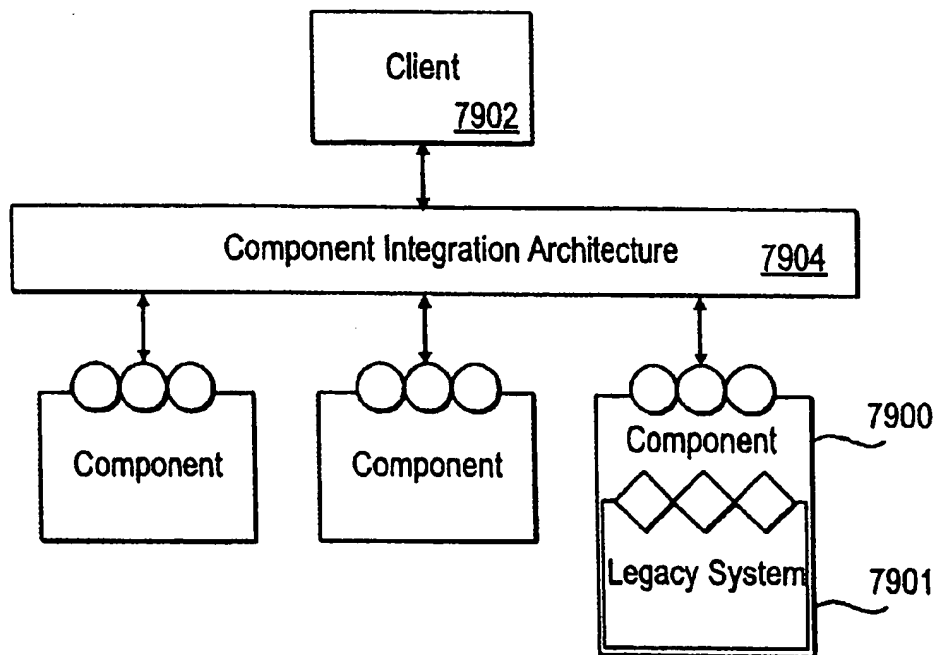 Client
7902
Component Integration Architecture 7904
Component
Component
Component
7900
Legacy System
7901